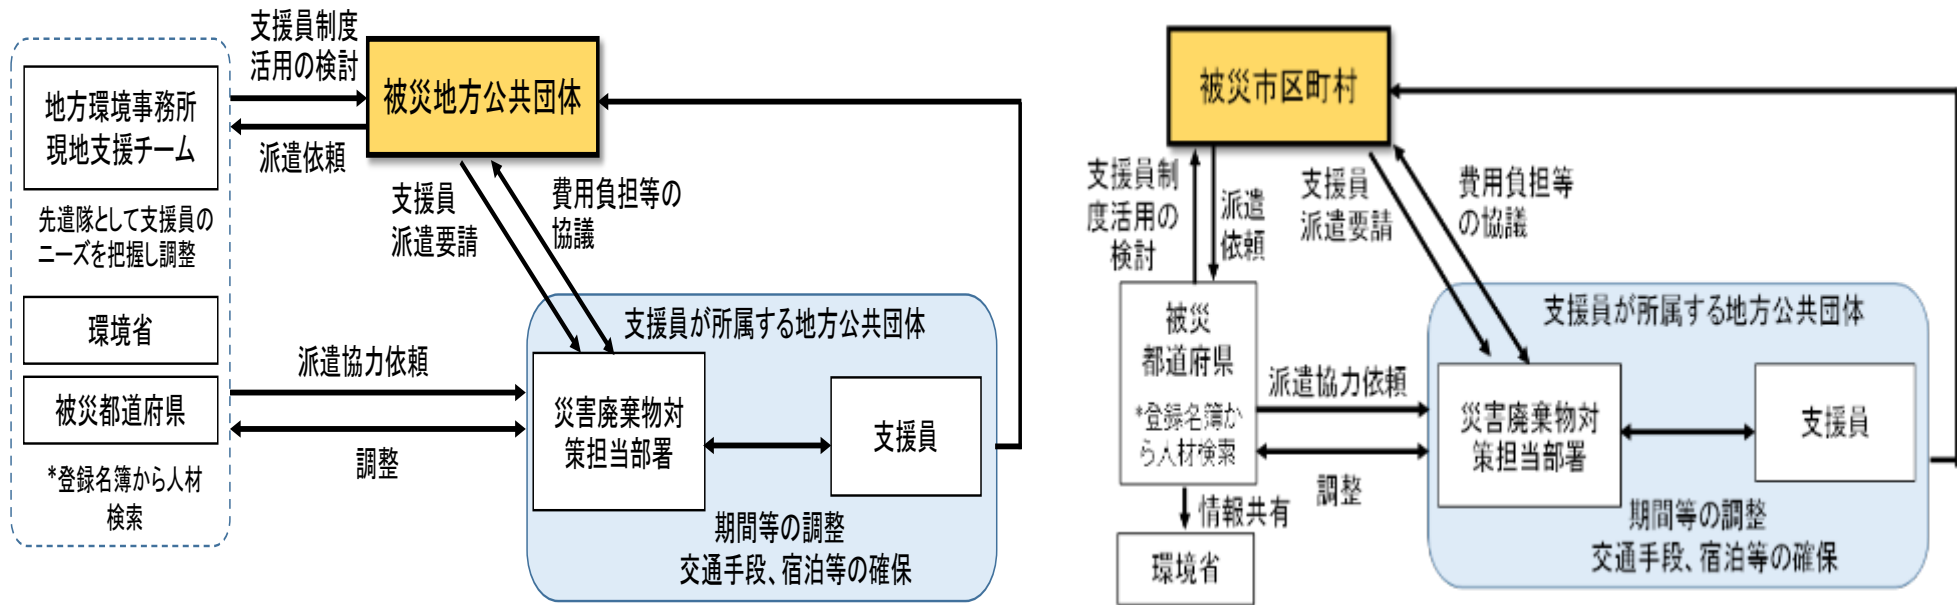 支援員制度
活用の検討
被災地方公共団体
地方環境事務所
現地支援チーム
派遣依頼
先遣隊として支援員の
ニーズを把握し調整
支援員
派遣要請
費用負担等の
協議
環境省
被災都道府県
*登録名簿から人材
検索
派遣協力依頼
調整
支援員が所属する地方公共団体
災害廃棄物対
策担当部署
支援員
期間等の調整
交通手段、宿泊等の確保
被災市区町村
支援員制
度活用の
検討
派遣
依頼
支援員
派遣要請
費用負担等
の協議
被災
都道府県
*登録名簿か
ら人材検索
派遣協力依頼
調整
情報共有
環境省
支援員が所属する地方公共団体
災害廃棄物対
策担当部署
支援員
期間等の調整
交通手段、宿泊等の確保